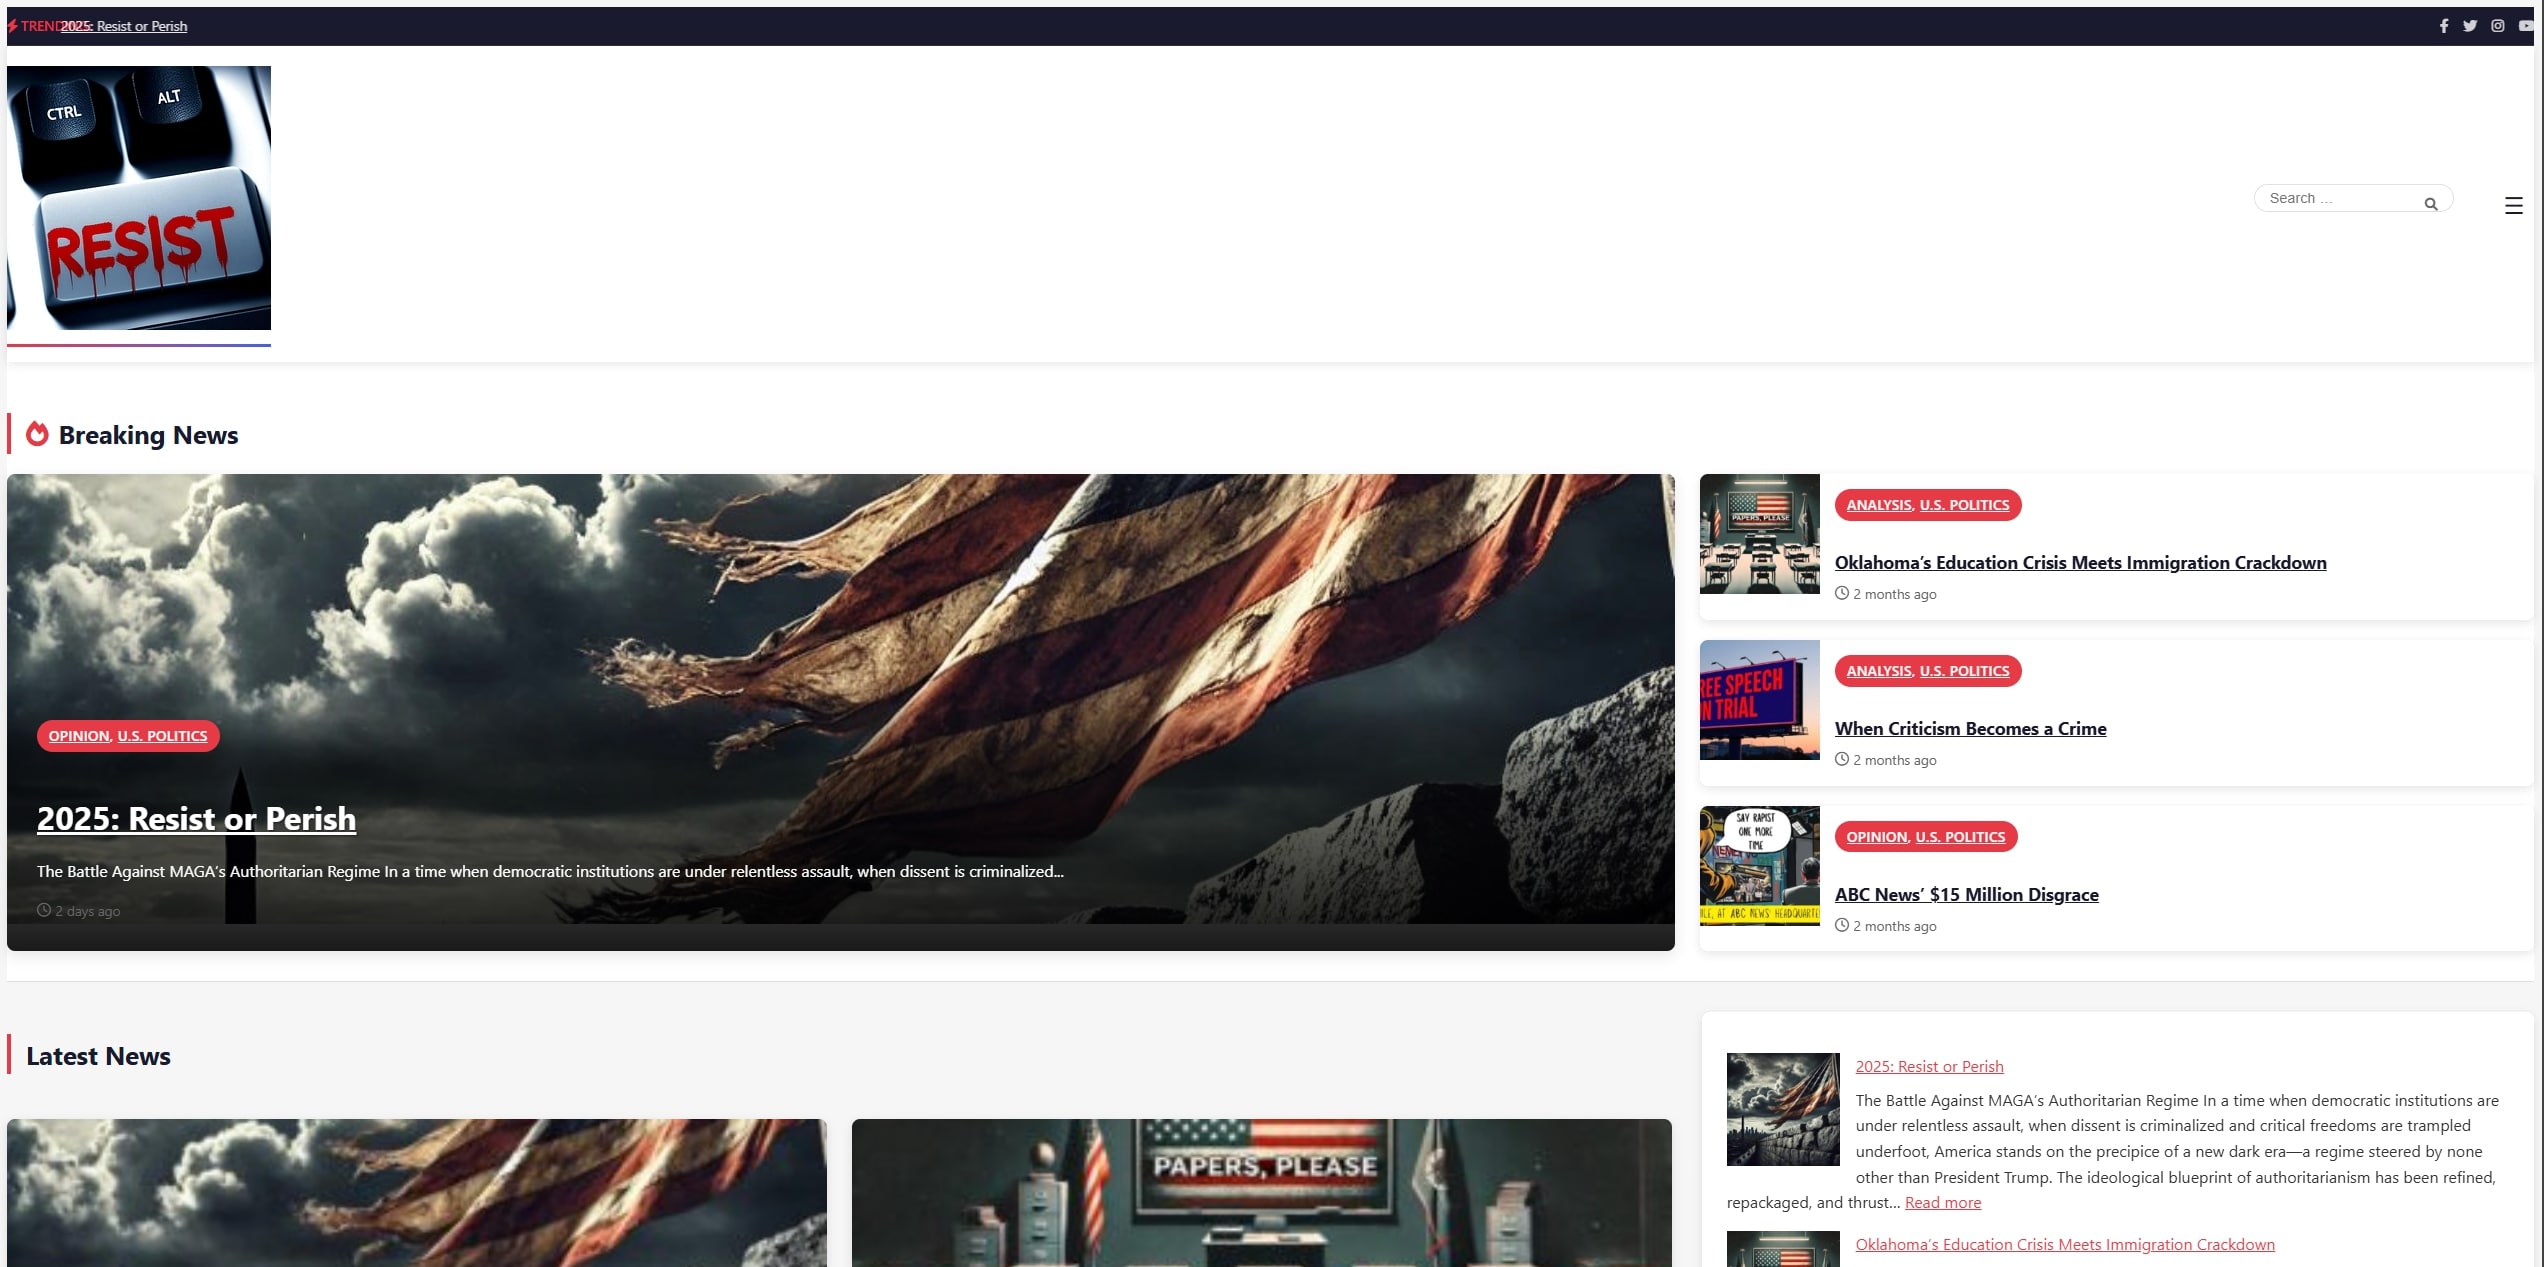 TREND
2025: Resist or Perish
CTRL
ALT
RESIST
Search ...
Breaking News
OPINION, U.S. POLITICS
2025: Resist or Perish
The Battle Against MAGA's Authoritarian Regime In a time when democratic institutions are under relentless assault, when dissent is criminalized...
2 days ago
PAPERS, PLEASE
ANALYSIS, U.S. POLITICS
Oklahoma's Education Crisis Meets Immigration Crackdown
2 months ago
REE SPEECH
N TRIAL
ANALYSIS, U.S. POLITICS
When Criticism Becomes a Crime
2 months ago
SAY RAPIST
ONE MORE
TIME
AT ABC NEWS HEADQUARTE
OPINION, U.S. POLITICS
ABC News' $15 Million Disgrace
2 months ago
Latest News
PAPERS, PLEASE
2025: Resist or Perish
The Battle Against MAGA's Authoritarian Regime In a time when democratic institutions are
under relentless assault, when dissent is criminalized and critical freedoms are trampled
underfoot, America stands on the precipice of a new dark era—a regime steered by none
other than President Trump. The ideological blueprint of authoritarianism has been refined,
repackaged, and thrust... Read more
Oklahoma's Education Crisis Meets Immigration Crackdown